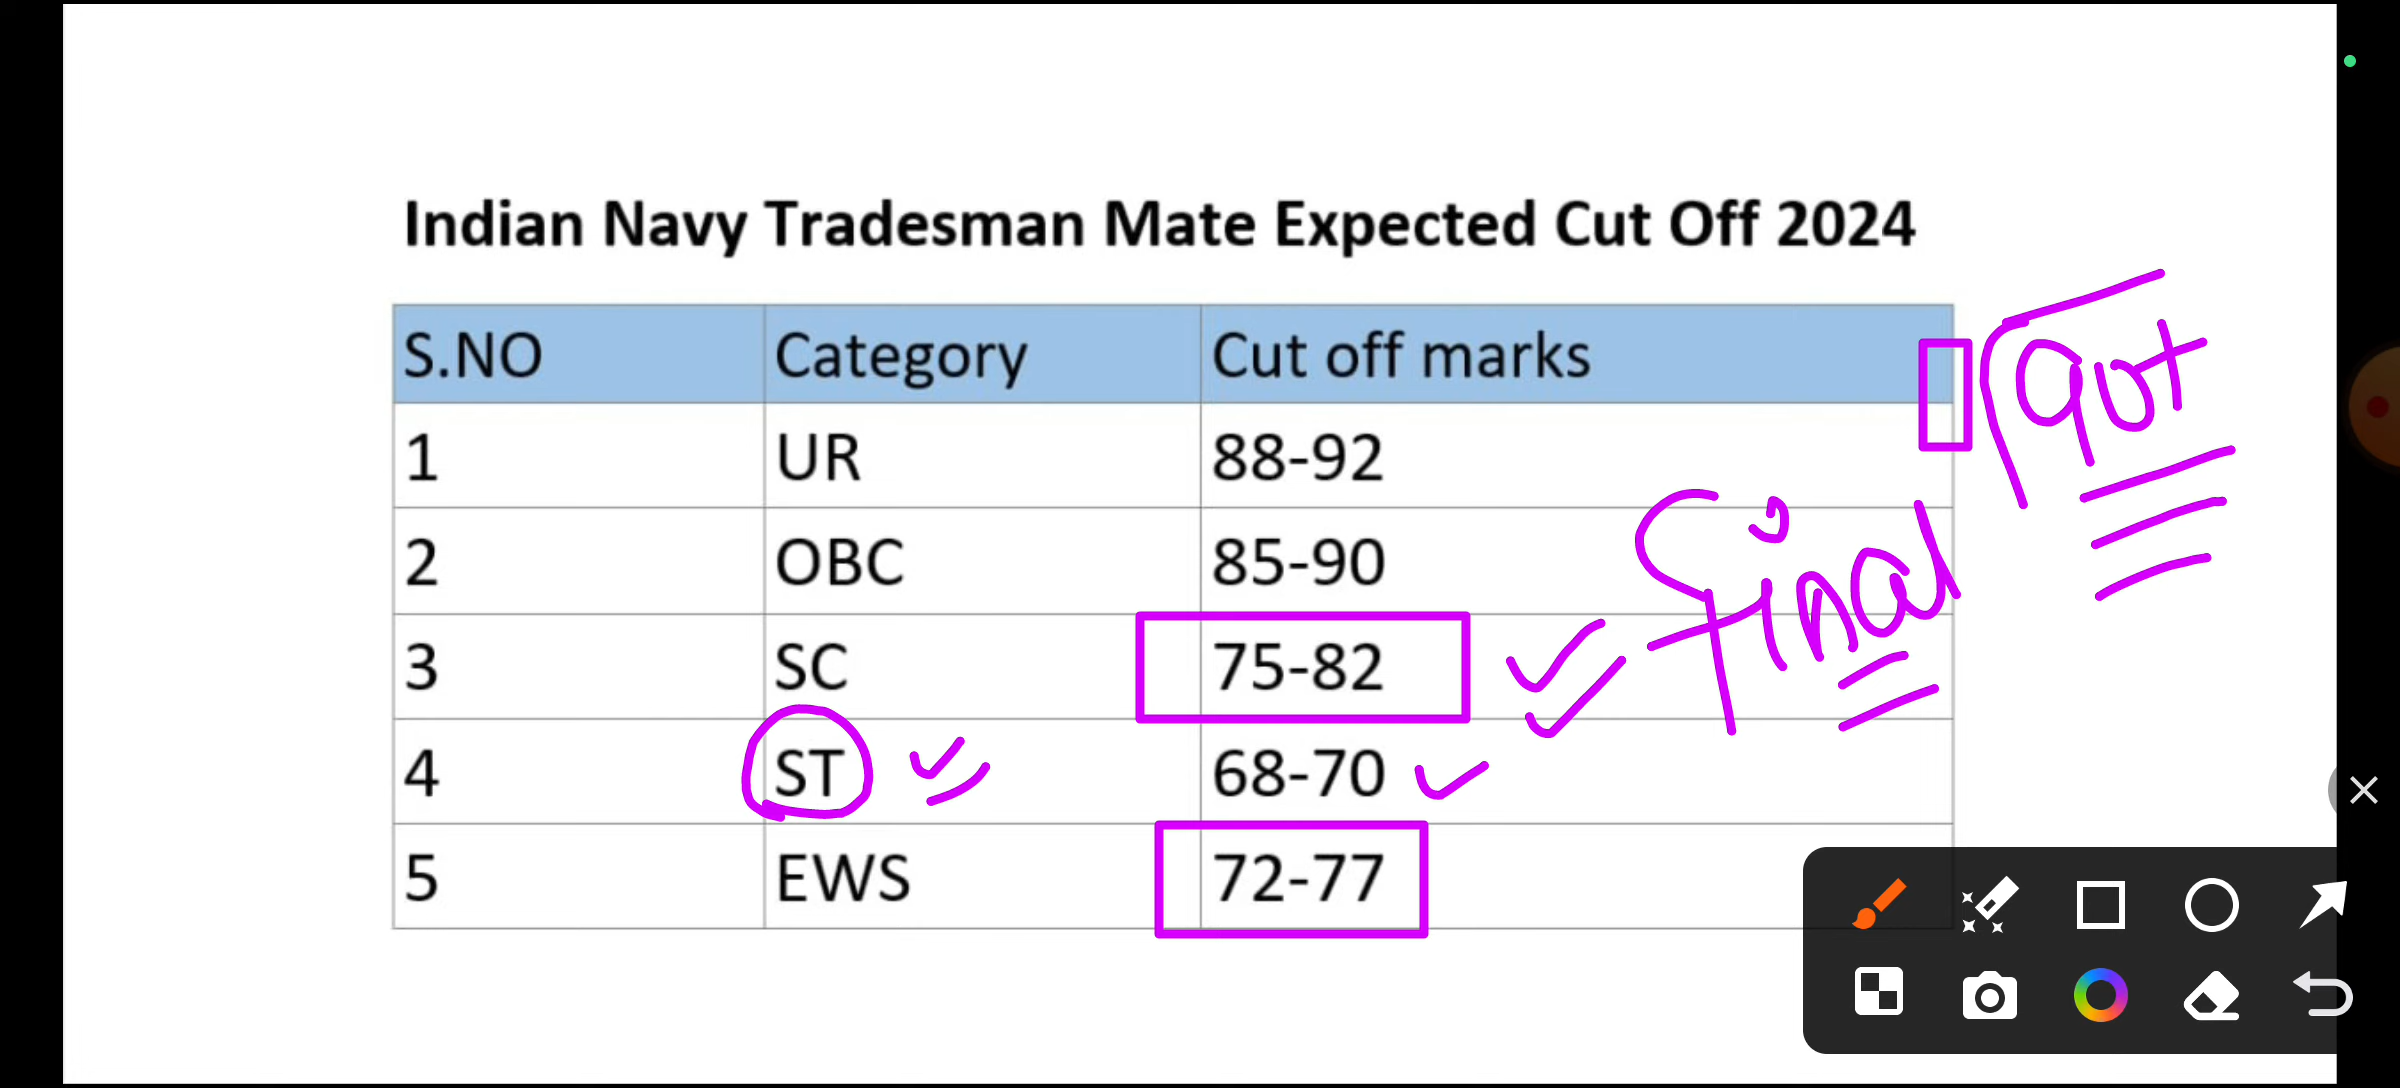 Indian Navy Tradesman Mate Expected Cut Off 2024
S.NO Category Cut off marks
1 UR 88-92
2 OBC 85-90
3 SC 75-82
4 ST 68-70
5 EWS 72-77
final